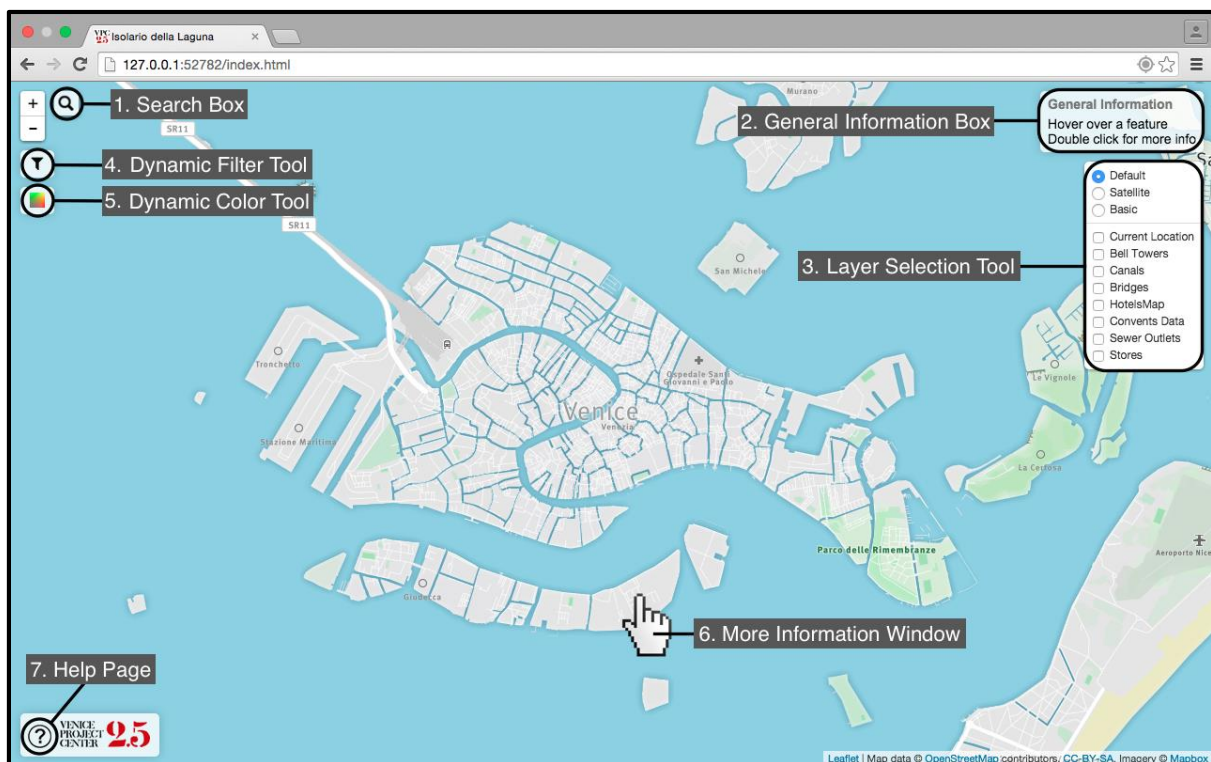 VPC 2.5 Isolario della Laguna
127.0.0.1:52782/index.html
+
-
1. Search Box
SR11
4. Dynamic Filter Tool
5. Dynamic Color Tool
SR11
Murano
2. General Information Box
General Information
Hover over a feature
Double click for more info
Sa
Default
Satellite
Basic
3. Layer Selection Tool
Current Location
Bell Towers
Canals
Bridges
HotelsMap
Convents Data
Sewer Outlets
Stores
San Michele
Tronchetto
Ospedale Santi
Giovanni e Paolo
Le Vignole
Venice
Venezia
Stazione Marittima
La Certosa
Parco delle Rimembranze
Aeroporto Nice
Giudecca
6. More Information Window
7. Help Page
?
VENICE
PROJECT
CENTER
2.5
Leaflet | Map data © OpenStreetMap contributors, CC-BY-SA, Imagery © Mapbox